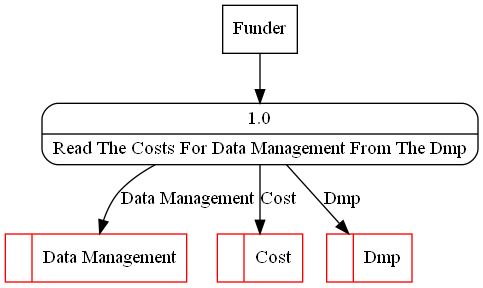 Funder
1.0
Read The Costs For Data Management From The Dmp
Data Management
Cost
Dmp
Data Management
Cost
Dmp